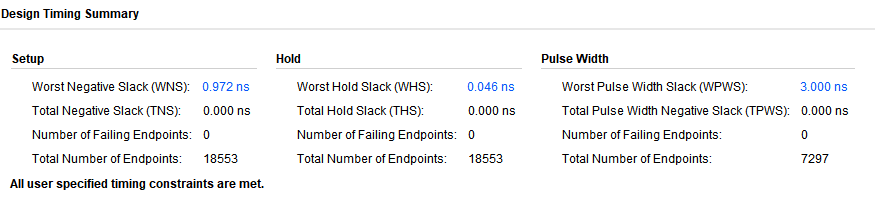 Design Timing Summary
Setup Hold Pulse Width
Worst Negative Slack (WNS): 0.972 ns Worst Hold Slack (WHS): 0.046 ns Worst Pulse Width Slack (WPWS): 3.000 ns
Total Negative Slack (TNS): 0.000 ns Total Hold Slack (THS): 0.000 ns Total Pulse Width Negative Slack (TPWS): 0.000 ns
Number of Failing Endpoints: 0 Number of Failing Endpoints: 0 Number of Failing Endpoints: 0
Total Number of Endpoints: 18553 Total Number of Endpoints: 18553 Total Number of Endpoints: 7297
All user specified timing constraints are met.